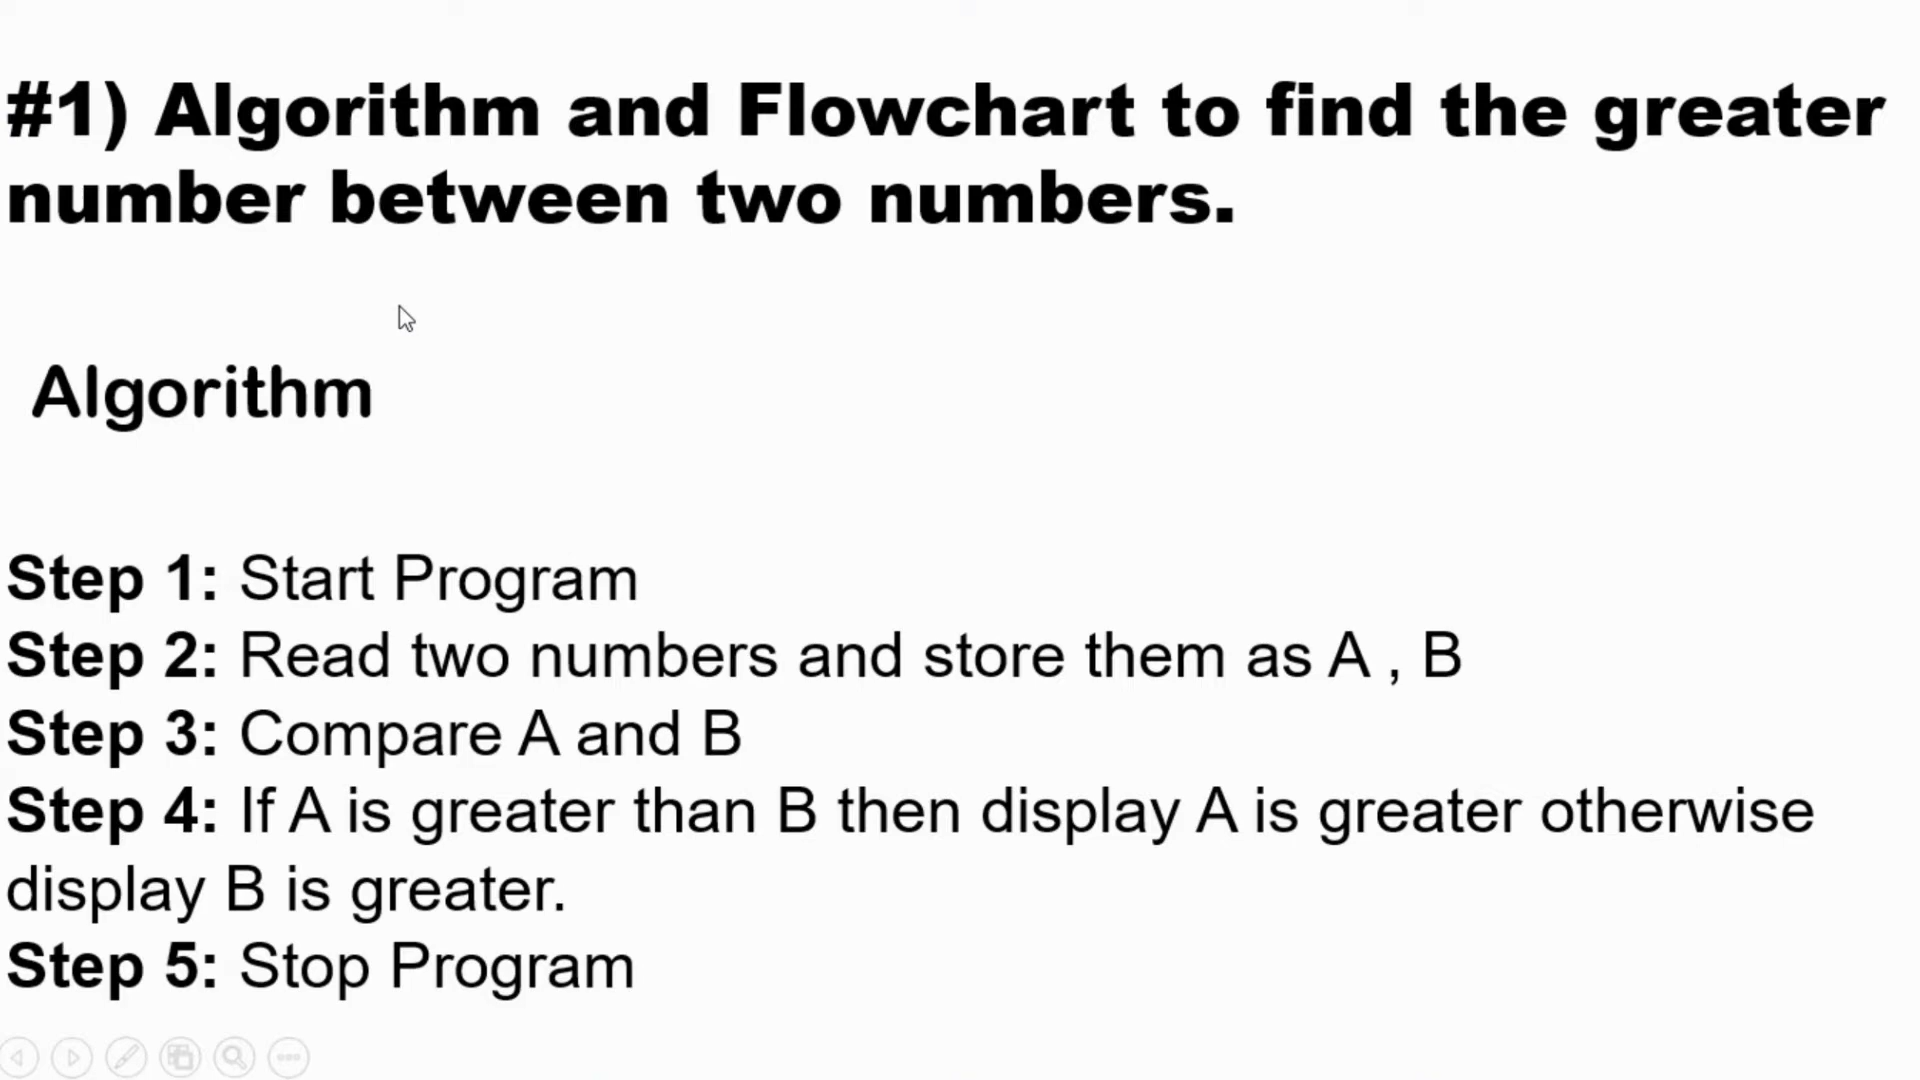 #1) Algorithm and Flowchart to find the greater
number between two numbers.
Algorithm
Step 1: Start Program
Step 2: Read two numbers and store them as A , B
Step 3: Compare A and B
Step 4: If A is greater than B then display A is greater otherwise
display B is greater.
Step 5: Stop Program